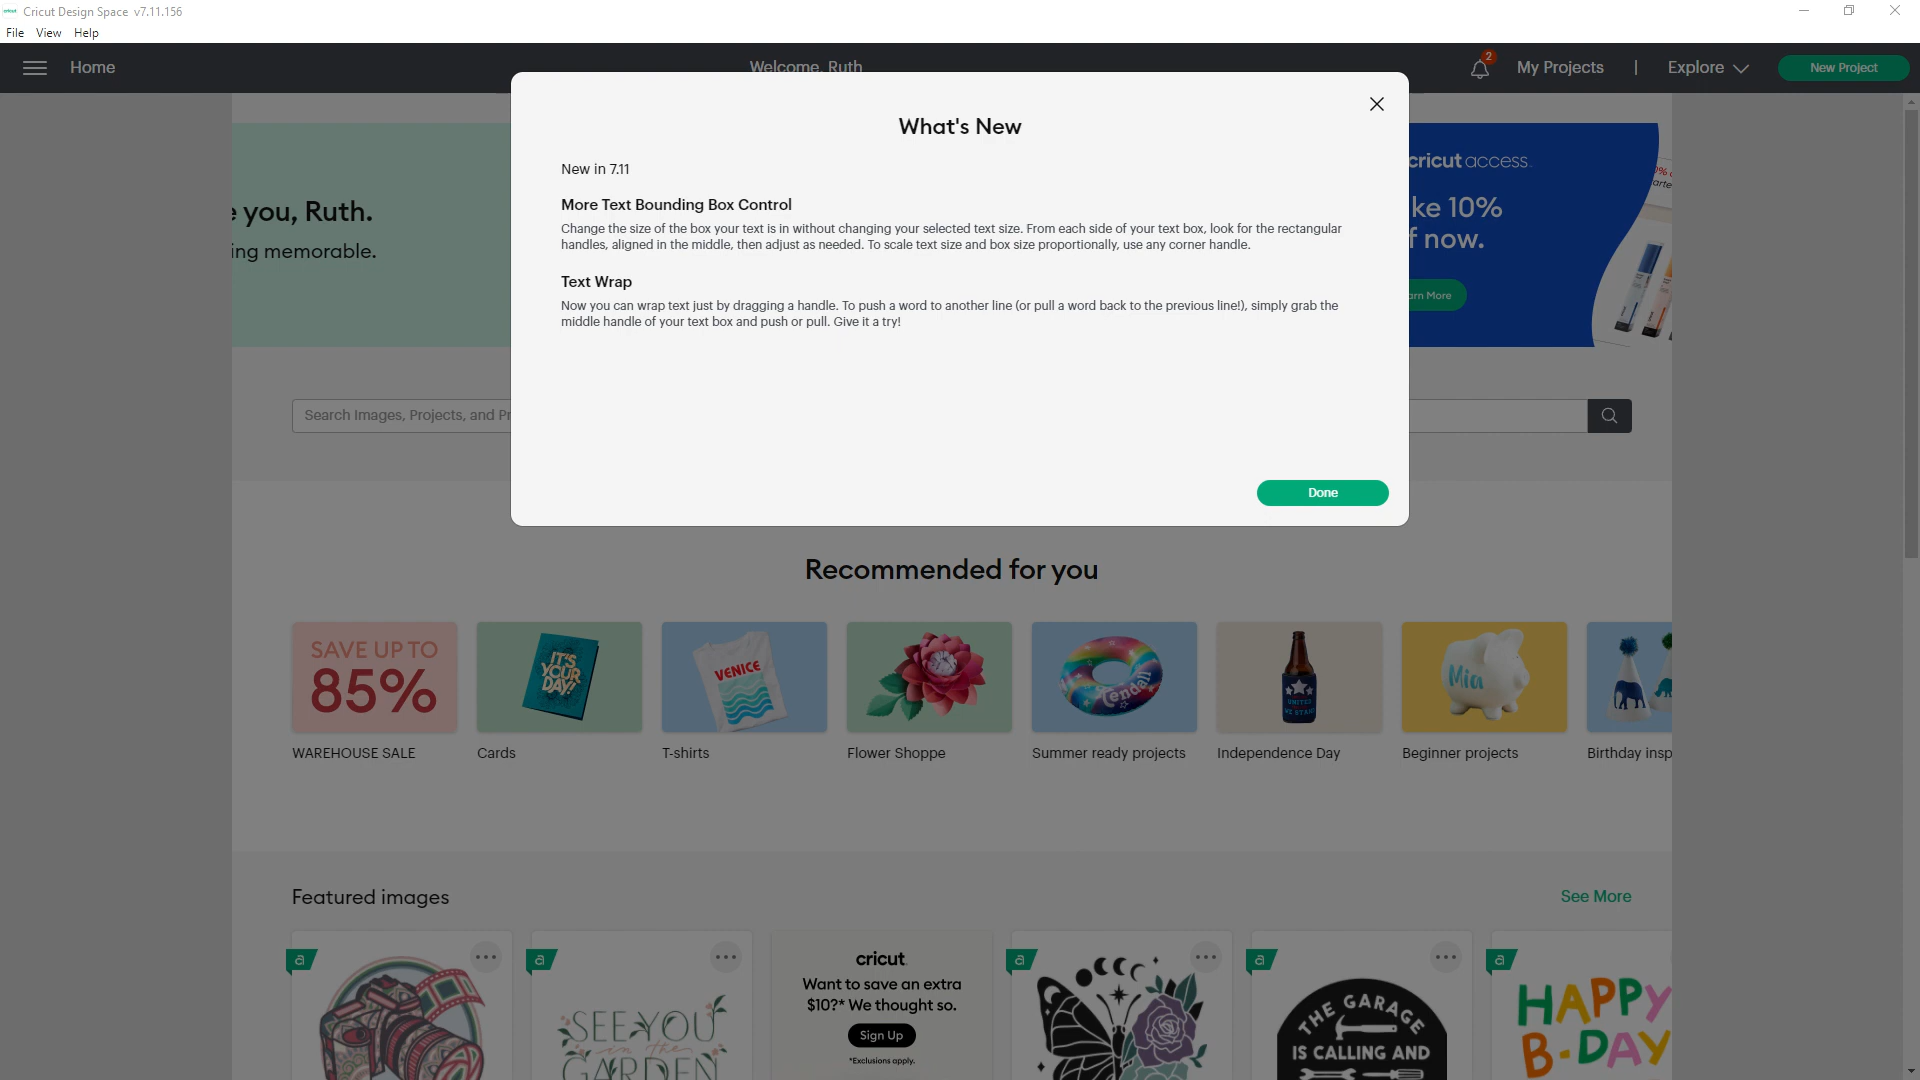 cricut Cricut Design Space v7.11.156
File View Help
Home
Welcome, Ruth
2
My Projects | Explore
New Project
What's New
New in 7.11
More Text Bounding Box Control
Change the size of the box your text is in without changing your selected text size. From each side of your text box, look for the rectangular
handles, aligned in the middle, then adjust as needed. To scale text size and box size proportionally, use any corner handle.
Text Wrap
Now you can wrap text just by dragging a handle. To push a word to another line (or pull a word back to the previous line!), simply grab the
middle handle of your text box and push or pull. Give it a try!
Done
e you, Ruth.
ing memorable.
cricut access
ke 10%
f now.
arn More
Search Images, Projects, and Pr
Recommended for you
SAVE UP TO
85%
WAREHOUSE SALE
IT'S
YOUR
DAY!
Cards
VENICE
T-shirts
Flower Shoppe
Kendall
Summer ready projects
UNITED
WE STAND
Independence Day
Mia
Beginner projects
Birthday insp
Featured images
See More
a
a
SEE YOU
in the
GARDEN
cricut
Want to save an extra
$10?* We thought so.
Sign Up
*Exclusions apply.
a
a
THE GARAGE
IS CALLING AND
a
HAPPY
B-DAY